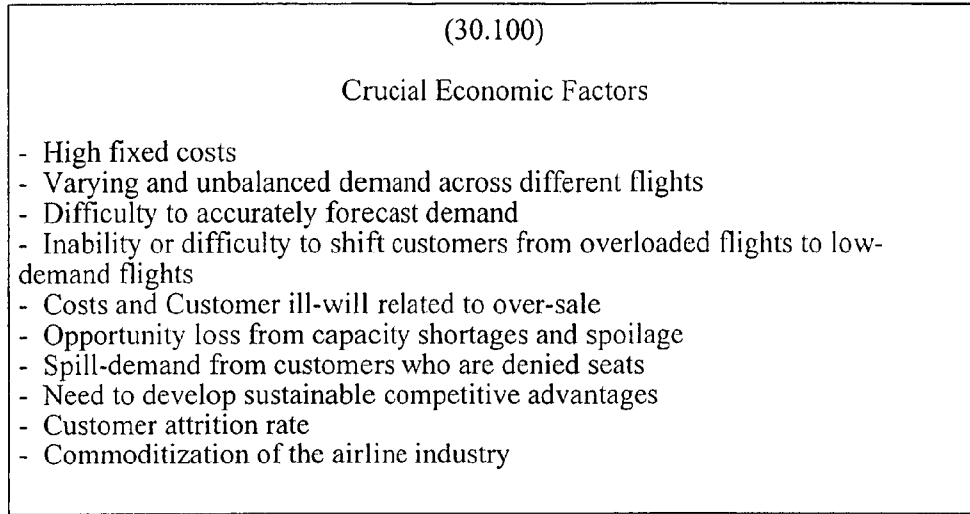 (30.100)
Crucial Economic Factors
- High fixed costs
- Varying and unbalanced demand across different flights
- Difficulty to accurately forecast demand
- Inability or difficulty to shift customers from overloaded flights to low-
demand flights
- Costs and Customer ill-will related to over-sale
- Opportunity loss from capacity shortages and spoilage
- Spill-demand from customers who are denied seats
- Need to develop sustainable competitive advantages
- Customer attrition rate
- Commoditization of the airline industry